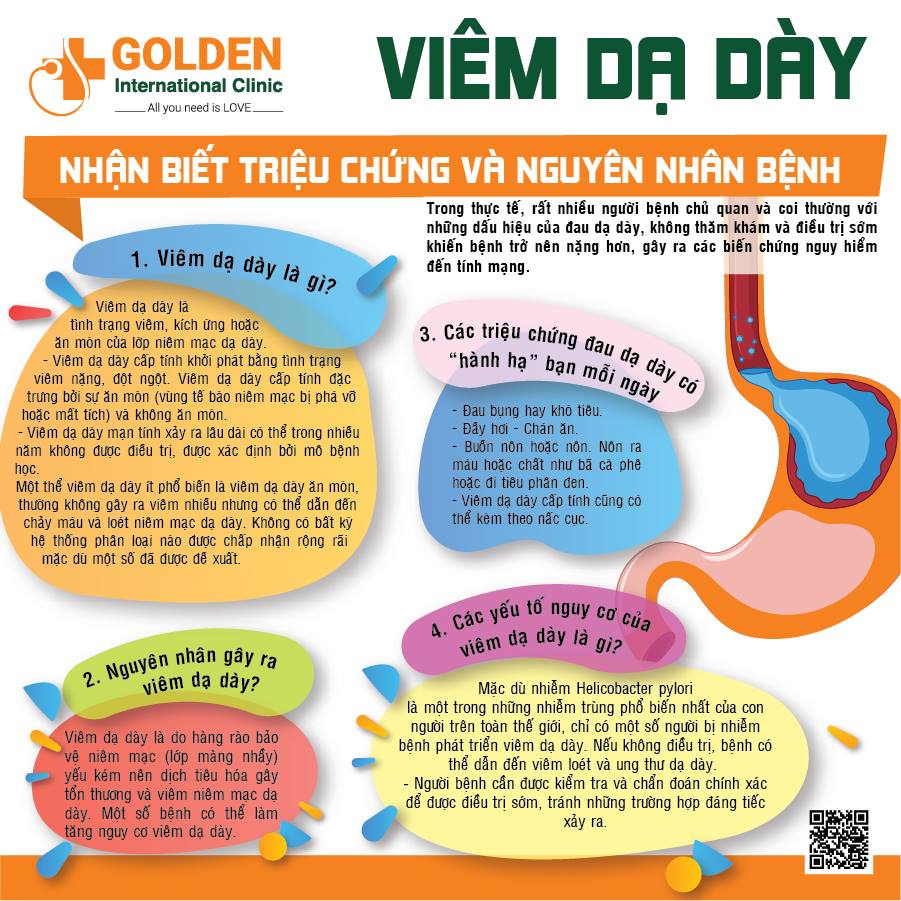 GOLDEN
International Clinic
All you need is LOVE
VIÊM DẠ DÀY
NHẬN BIẾT TRIỆU CHỨNG VÀ NGUYÊN NHÂN BỆNH
Trong thực tế, rất nhiều người bệnh chủ quan và coi thường với
những dấu hiệu của đau dạ dày, không thăm khám và điều trị sớm
khiến bệnh trở nên nặng hơn, gây ra các biến chứng nguy hiểm
đến tính mạng.
1. Viêm dạ dày là gì?
Viêm dạ dày là
tình trạng viêm, kích ứng hoặc
ăn mòn của lớp niêm mạc dạ dày.
- Viêm dạ dày cấp tính khởi phát bằng tình trạng
viêm nặng, đột ngột. Viêm dạ dày cấp tính đặc
trưng bởi sự ăn mòn (vùng tế bào niêm mạc bị phá vỡ
hoặc mất tích) và không ăn mòn.
- Viêm dạ dày mạn tính xảy ra lâu dài có thể trong nhiều
năm không được điều trị, được xác định bởi mô bệnh
học.
Một thể viêm dạ dày ít phổ biến là viêm dạ dày ăn mòn,
thường không gây ra viêm nhiều nhưng có thể dẫn đến
chảy máu và loét niêm mạc dạ dày. Không có bất kỳ
hệ thống phân loại nào được chấp nhận rộng rãi
mặc dù một số đã được đề xuất.
2. Nguyên nhân gây ra
viêm dạ dày?
Viêm dạ dày là do hàng rào bảo
vệ niêm mạc (lớp màng nhầy)
yếu kém nên dịch tiêu hóa gây
tổn thương và viêm niêm mạc dạ
dày. Một số bệnh có thể làm
tăng nguy cơ viêm dạ dày.
3. Các triệu chứng đau dạ dày có
“hành hạ” bạn mỗi ngày
- Đau bụng hay khó tiêu.
- Đầy hơi - Chán ăn.
- Buồn nôn hoặc nôn. Nôn ra
máu hoặc chất như bã cà phê
hoặc đi tiêu phân đen.
- Viêm dạ dày cấp tính cũng có
thể kèm theo nấc cục.
4. Các yếu tố nguy cơ của
viêm dạ dày là gì?
Mặc dù nhiễm Helicobacter pylori
là một trong những nhiễm trùng phổ biến nhất của con
người trên toàn thế giới, chỉ có một số người bị nhiễm
bệnh phát triển viêm dạ dày. Nếu không điều trị, bệnh có
thể dẫn đến viêm loét và ung thư dạ dày.
- Người bệnh cần được kiểm tra và chẩn đoán chính xác
để được điều trị sớm, tránh những trường hợp đáng tiếc
xảy ra.